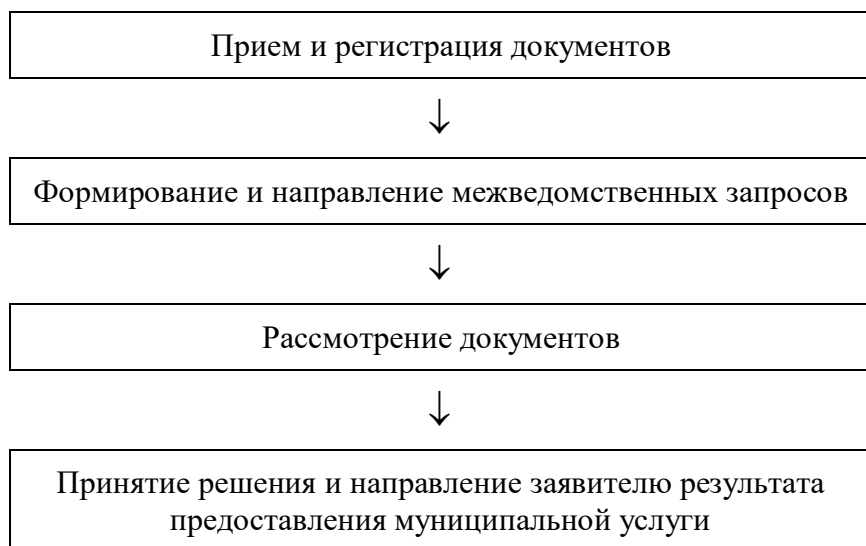 Прием и регистрация документов
↓
Формирование и направление межведомственных запросов
↓
Рассмотрение документов
↓
Принятие решения и направление заявителю результата
предоставления муниципальной услуги